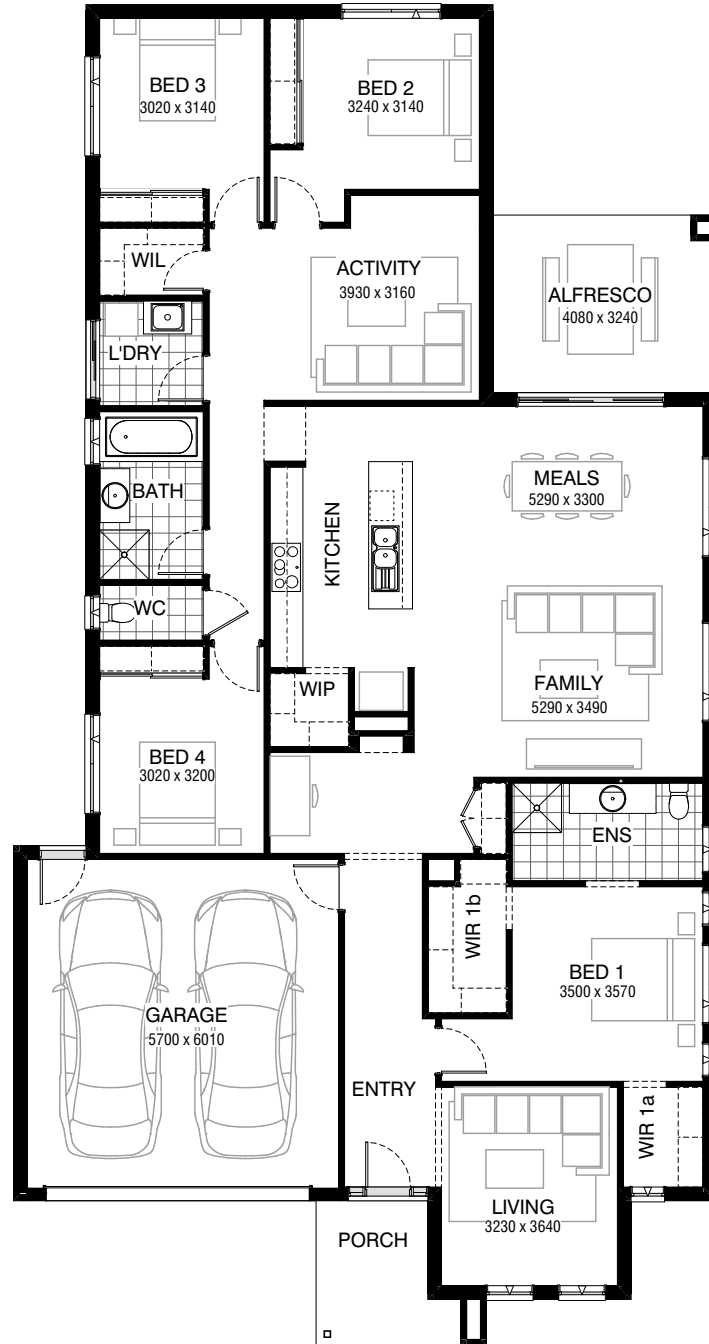 BED 3
3020 x 3140
BED 2
3240 x 3140
WIL
ACTIVITY
3930 x 3160
ALFRESCO
4080 x 3240
L'DRY
BATH
KITCHEN
MEALS
5290 x 3300
WC
WIP
FAMILY
5290 x 3490
BED 4
3020 x 3200
ENS
WIR 1b
BED 1
3500 x 3570
GARAGE
5700 x 6010
ENTRY
WIR 1a
LIVING
3230 x 3640
PORCH